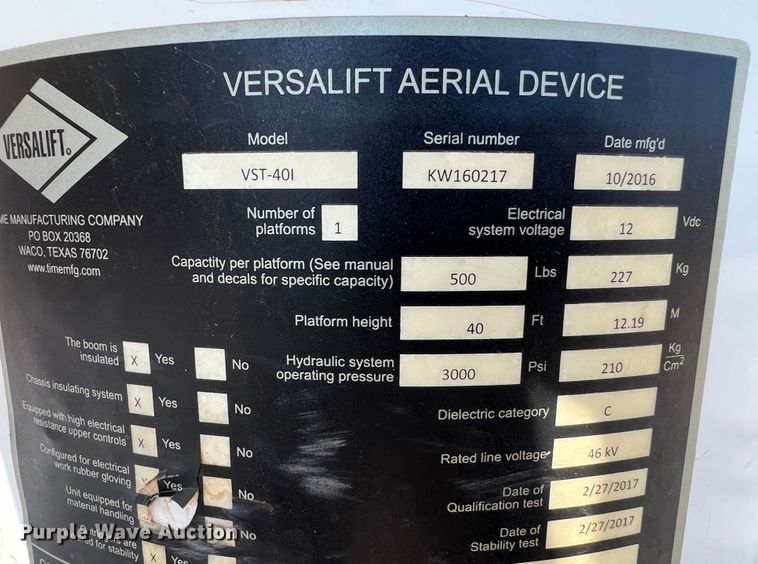 VERSALIFT AERIAL DEVICE
VERSALIFT
Model Serial number Date mfg'd
VST-40I KW160217 10/2016
ME MANUFACTURING COMPANY
PO BOX 20368
WACO, TEXAS 76702
www.timemfg.com
Number of platforms 1
Electrical system voltage 12 Vdc
Capacity per platform (See manual
and decals for specific capacity) 500 Lbs 227 Kg
Platform height 40 Ft 12.19 M
Hydraulic system
operating pressure 3000 Psi 210 Kg/Cm2
The boom is
insulated X Yes No
Chassis insulating system X Yes No
Equipped with high electrical
resistance upper controls X Yes No
Configured for electrical
work rubber gloving Yes No
Unit equipped for
material handling
are
for stability X Yes No
Dielectric category C
Rated line voltage 46 kV
Date of
Qualification test 2/27/2017
Date of
Stability test 2/27/2017
Purple Wave Auction